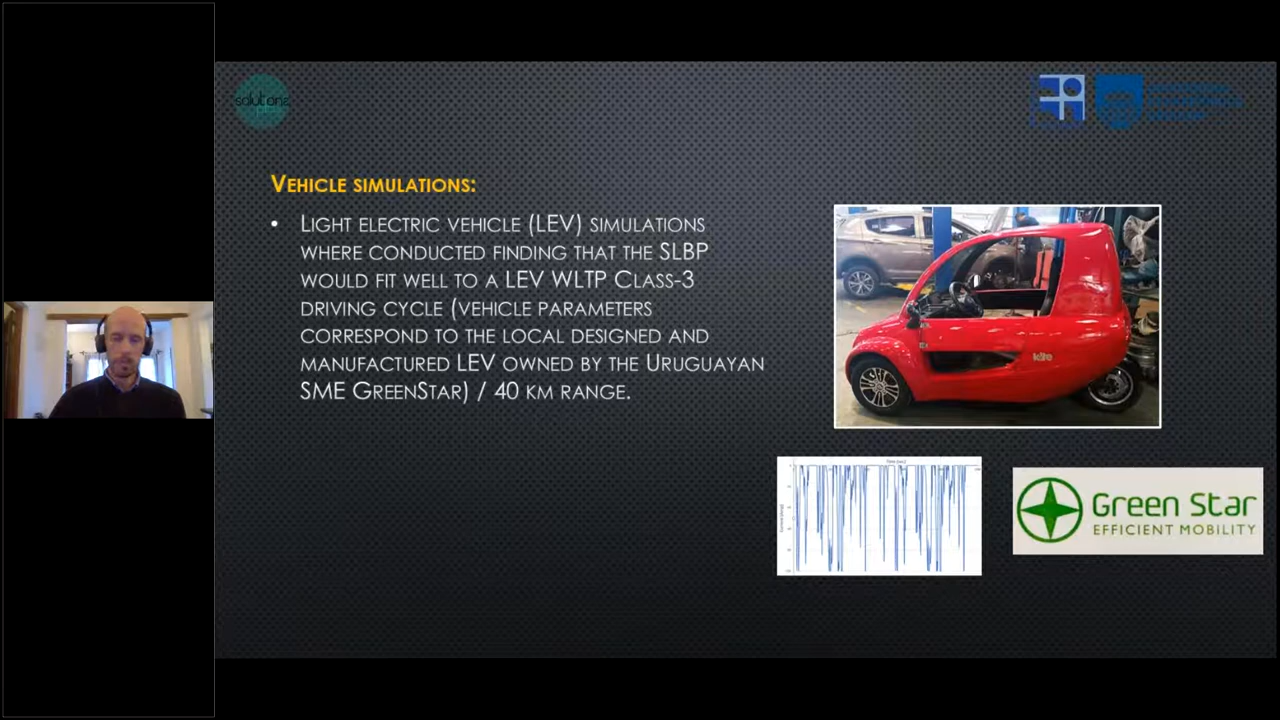 solutions
VEHICLE SIMULATIONS:
• LIGHT ELECTRIC VEHICLE (LEV) SIMULATIONS
WHERE CONDUCTED FINDING THAT THE SLBP
WOULD FIT WELL TO A LEV WLTP CLASS-3
DRIVING CYCLE (VEHICLE PARAMETERS
CORRESPOND TO THE LOCAL DESIGNED AND
MANUFACTURED LEV OWNED BY THE URUGUAYAN
SME GREENSTAR) / 40 KM RANGE.
Green Star
EFFICIENT MOBILITY